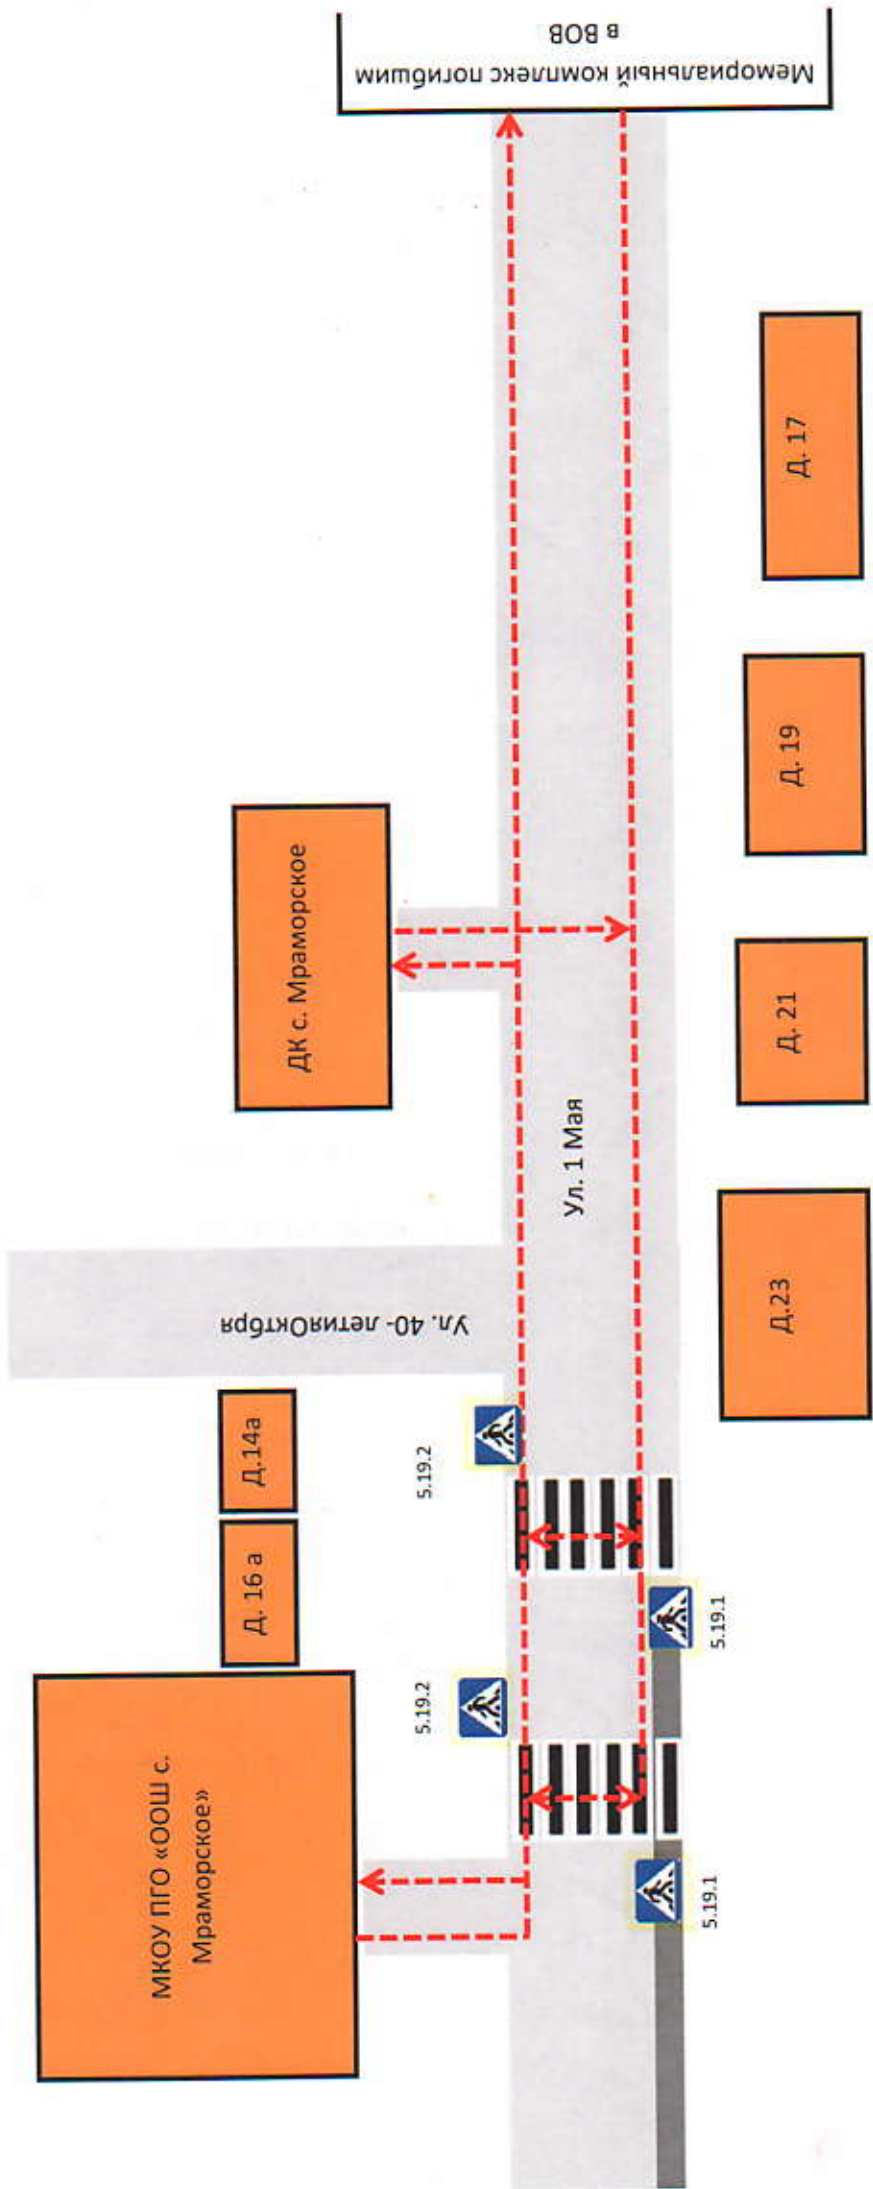 МКОУ ПГО «ООШ с.
Мраморское»
Д. 16 а
Д.14а
Ул. 40- летияОктбря
ДК с. Мраморское
Мемориальный комплекс погибшим
в ВОВ
5.19.2
5.19.2
Ул. 1 Мая
5.19.1
5.19.1
Д.23
Д. 21
Д. 19
Д. 17